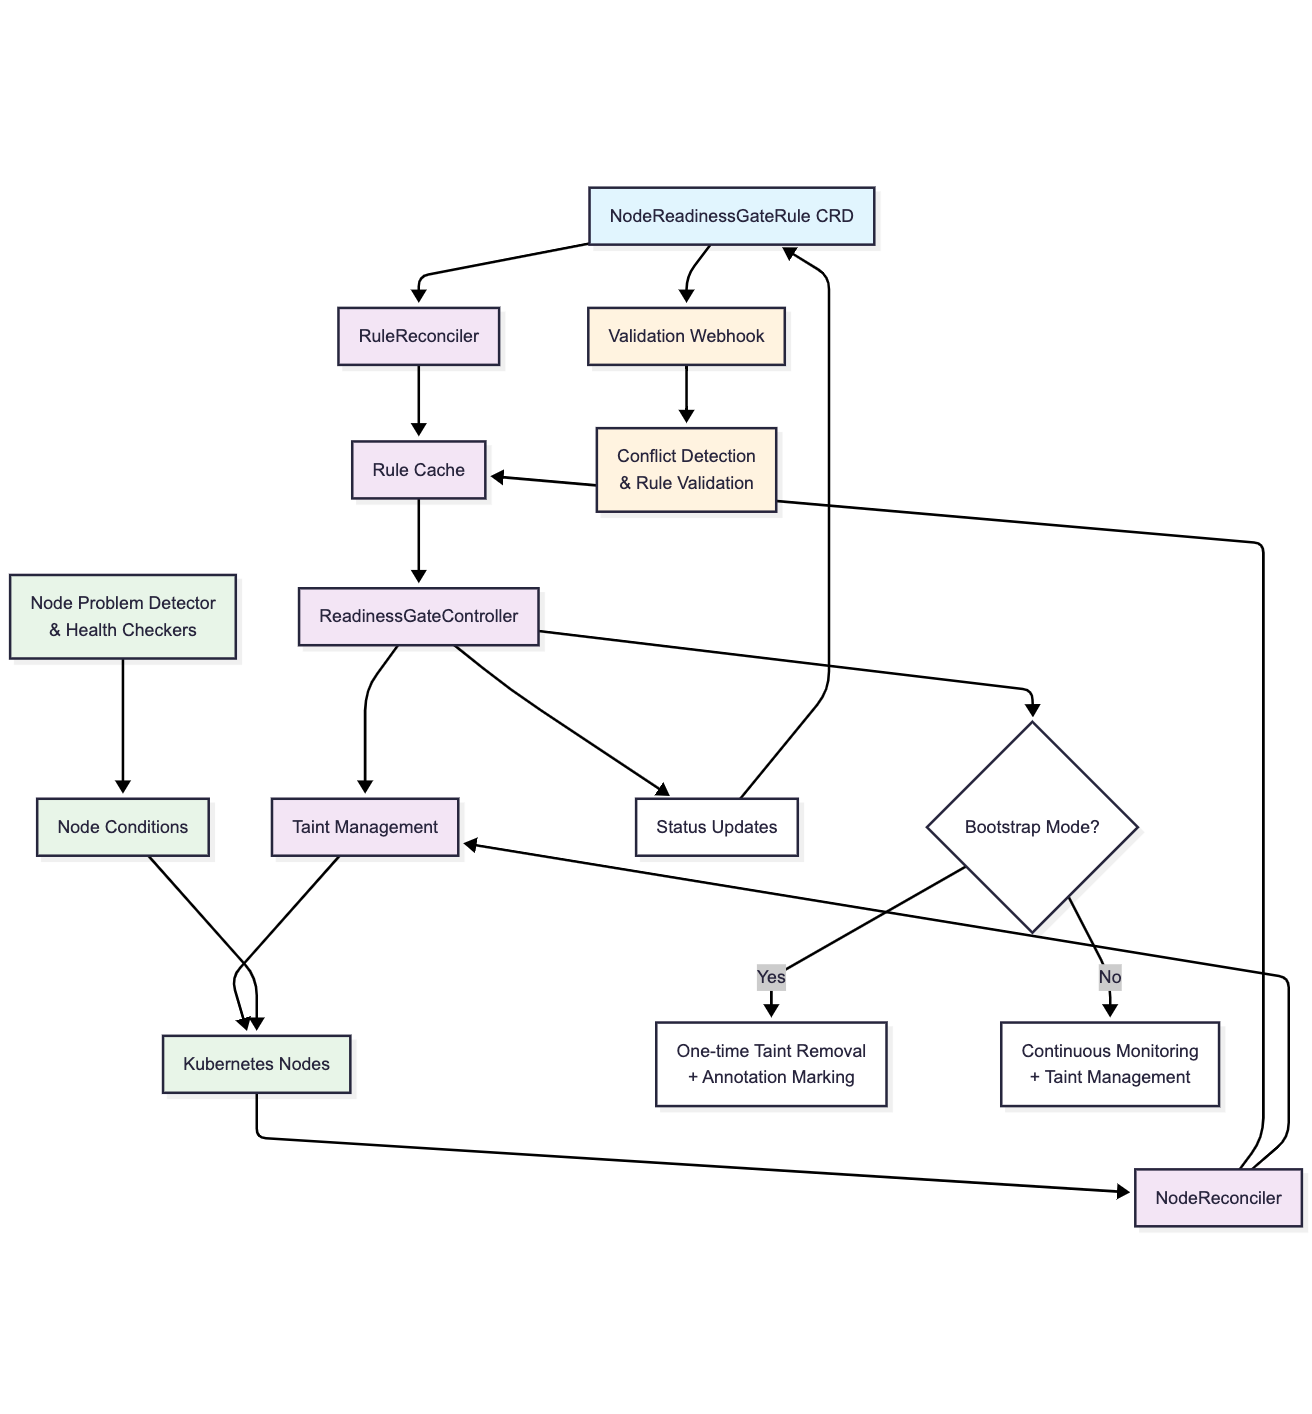 NodeReadinessGateRule CRD
RuleReconciler
Validation Webhook
Rule Cache
Conflict Detection
& Rule Validation
Node Problem Detector
& Health Checkers
ReadinessGateController
Node Conditions
Taint Management
Status Updates
Bootstrap Mode?
Yes
No
Kubernetes Nodes
One-time Taint Removal
+ Annotation Marking
Continuous Monitoring
+ Taint Management
NodeReconciler